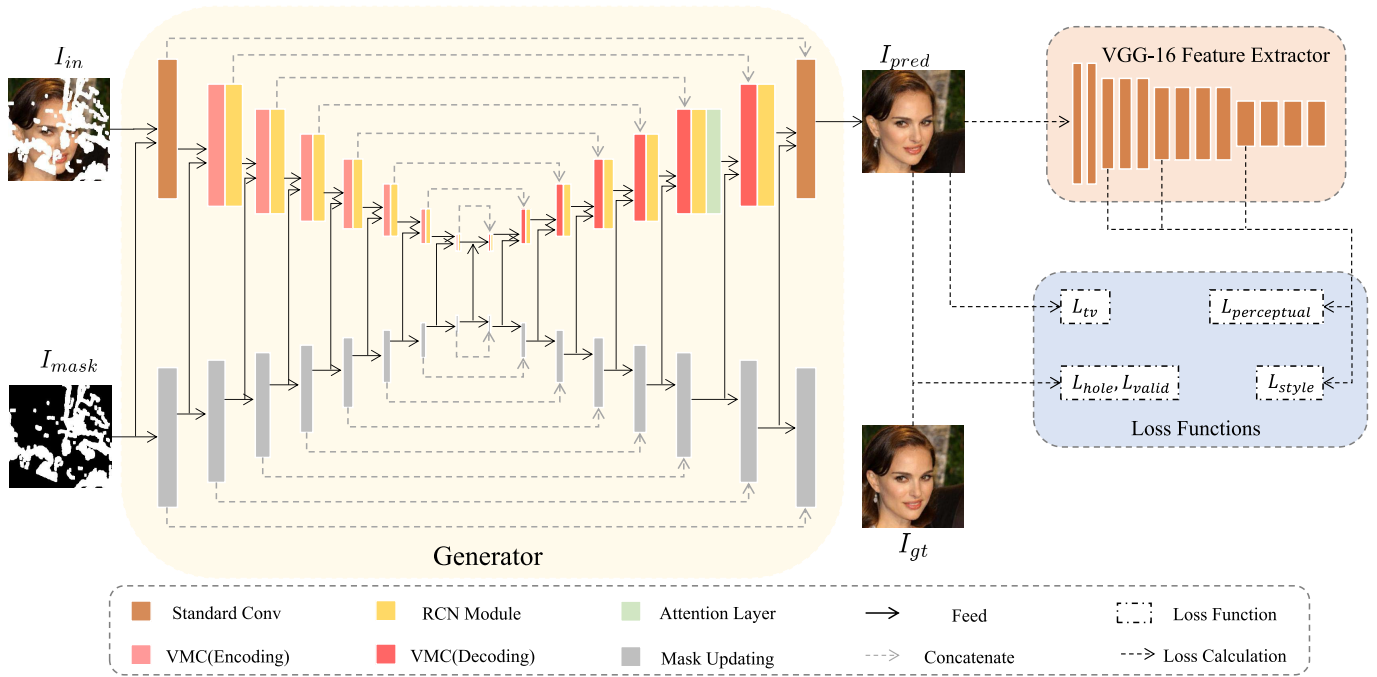 I_in
I_mask
Generator
I_pred
I_gt
VGG-16 Feature Extractor
L_tv
L_perceptual
L_hole, L_valid
L_style
Loss Functions
Standard Conv
RCN Module
Attention Layer
Feed
Loss Function
VMC(Encoding)
VMC(Decoding)
Mask Updating
Concatenate
Loss Calculation